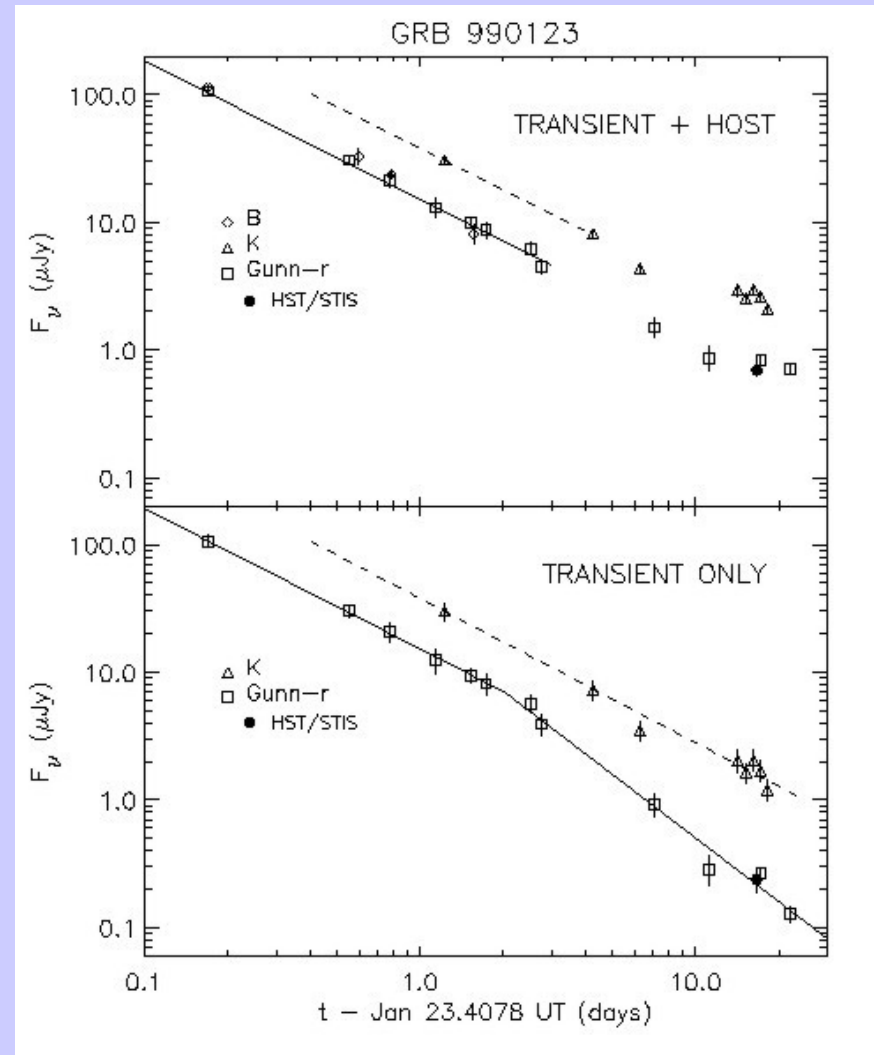 GRB 990123
100.0
TRANSIENT + HOST
◇ B
△ K
□ Gunn-r
● HST/STIS
10.0
1.0
0.1
F_ν (μJy)
100.0
TRANSIENT ONLY
10.0
△ K
□ Gunn-r
● HST/STIS
1.0
0.1
F_ν (μJy)
0.1
1.0
10.0
t - Jan 23.4078 UT (days)